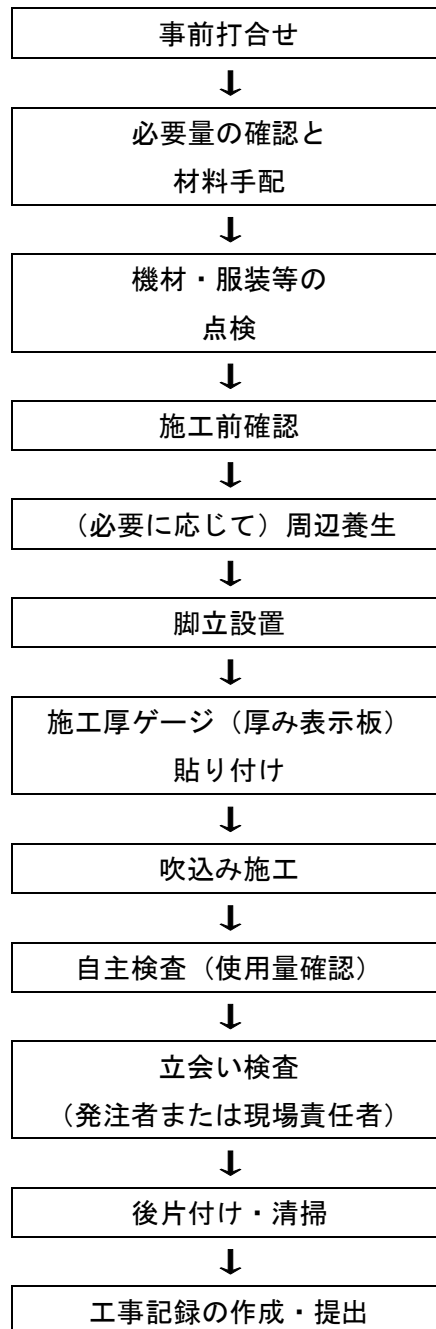 事前打合せ
↓
必要量の確認と
材料手配
↓
機材・服装等の
点検
↓
施工前確認
↓
（必要に応じて）周辺養生
↓
脚立設置
↓
施工厚ゲージ（厚み表示板）
貼り付け
↓
吹込み施工
↓
自主検査（使用量確認）
↓
立会い検査
（発注者または現場責任者）
↓
後片付け・清掃
↓
工事記録の作成・提出